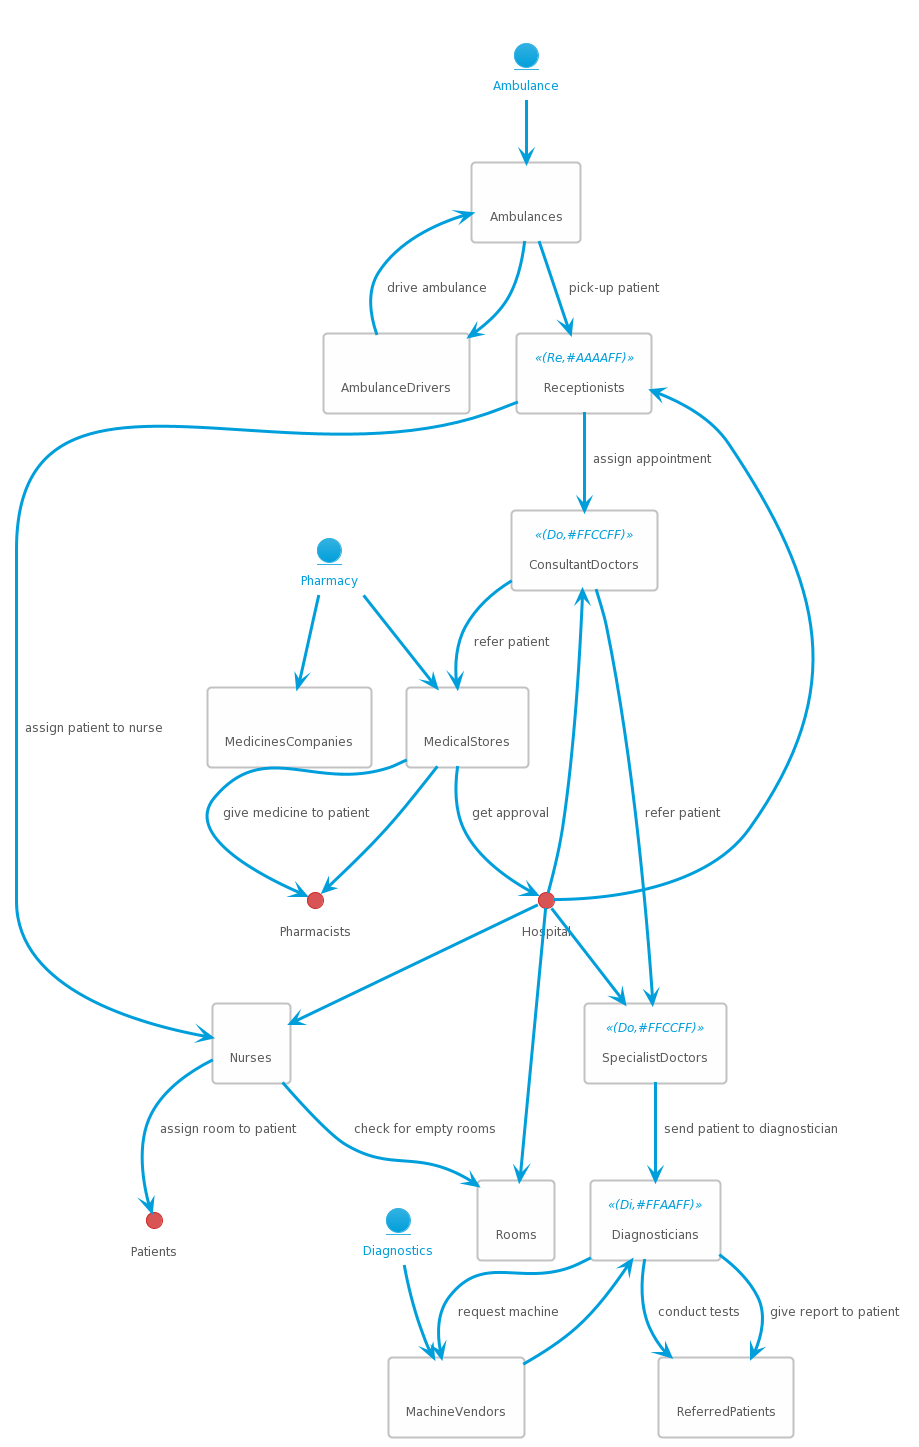 Ambulance
Ambulances
drive ambulance
pick-up patient
AmbulanceDrivers
«(Re,#AAAAFF)»
Receptionists
assign appointment
«(Do,#FFCCFF)»
ConsultantDoctors
Pharmacy
refer patient
assign patient to nurse
MedicinesCompanies
MedicalStores
give medicine to patient
get approval
refer patient
Pharmacists
Hospital
Nurses
«(Do,#FFCCFF)»
SpecialistDoctors
assign room to patient
check for empty rooms
send patient to diagnostician
Patients
Diagnostics
Rooms
«(Di,#FFAAFF)»
Diagnosticians
request machine
conduct tests
give report to patient
MachineVendors
ReferredPatients